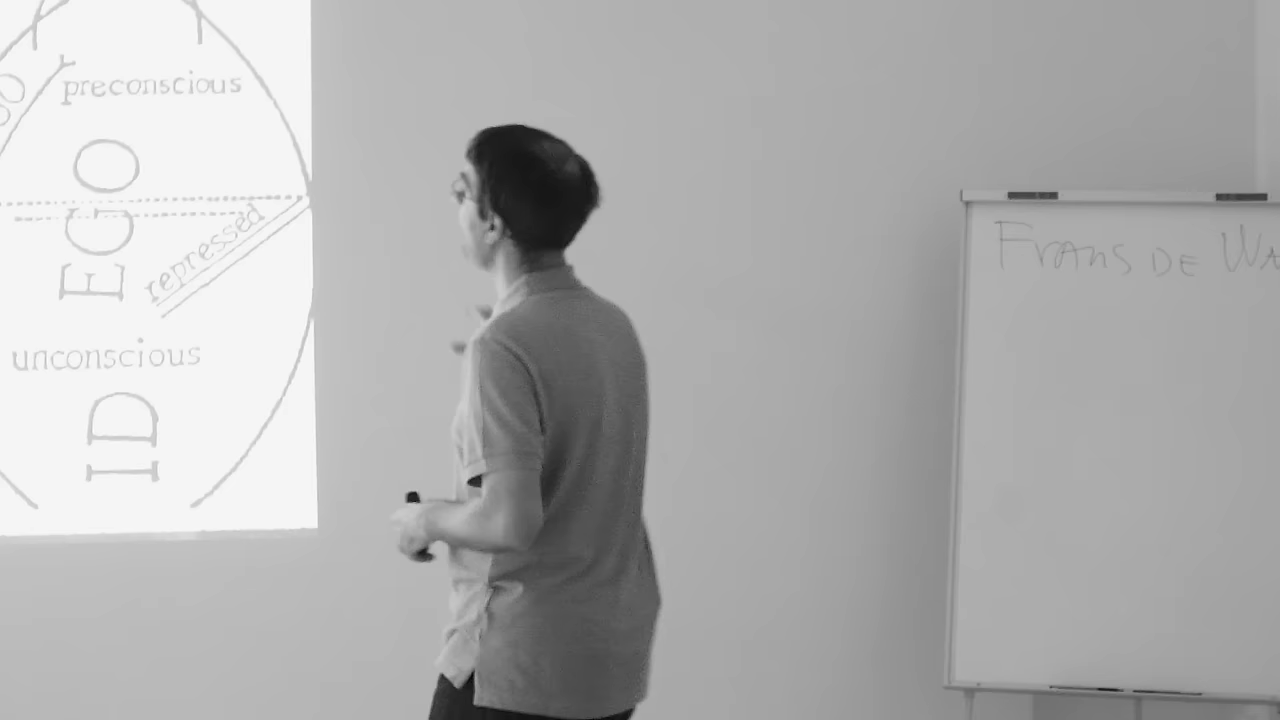 preconscious
EGO
repressed
unconscious
ID
Frans de Wa